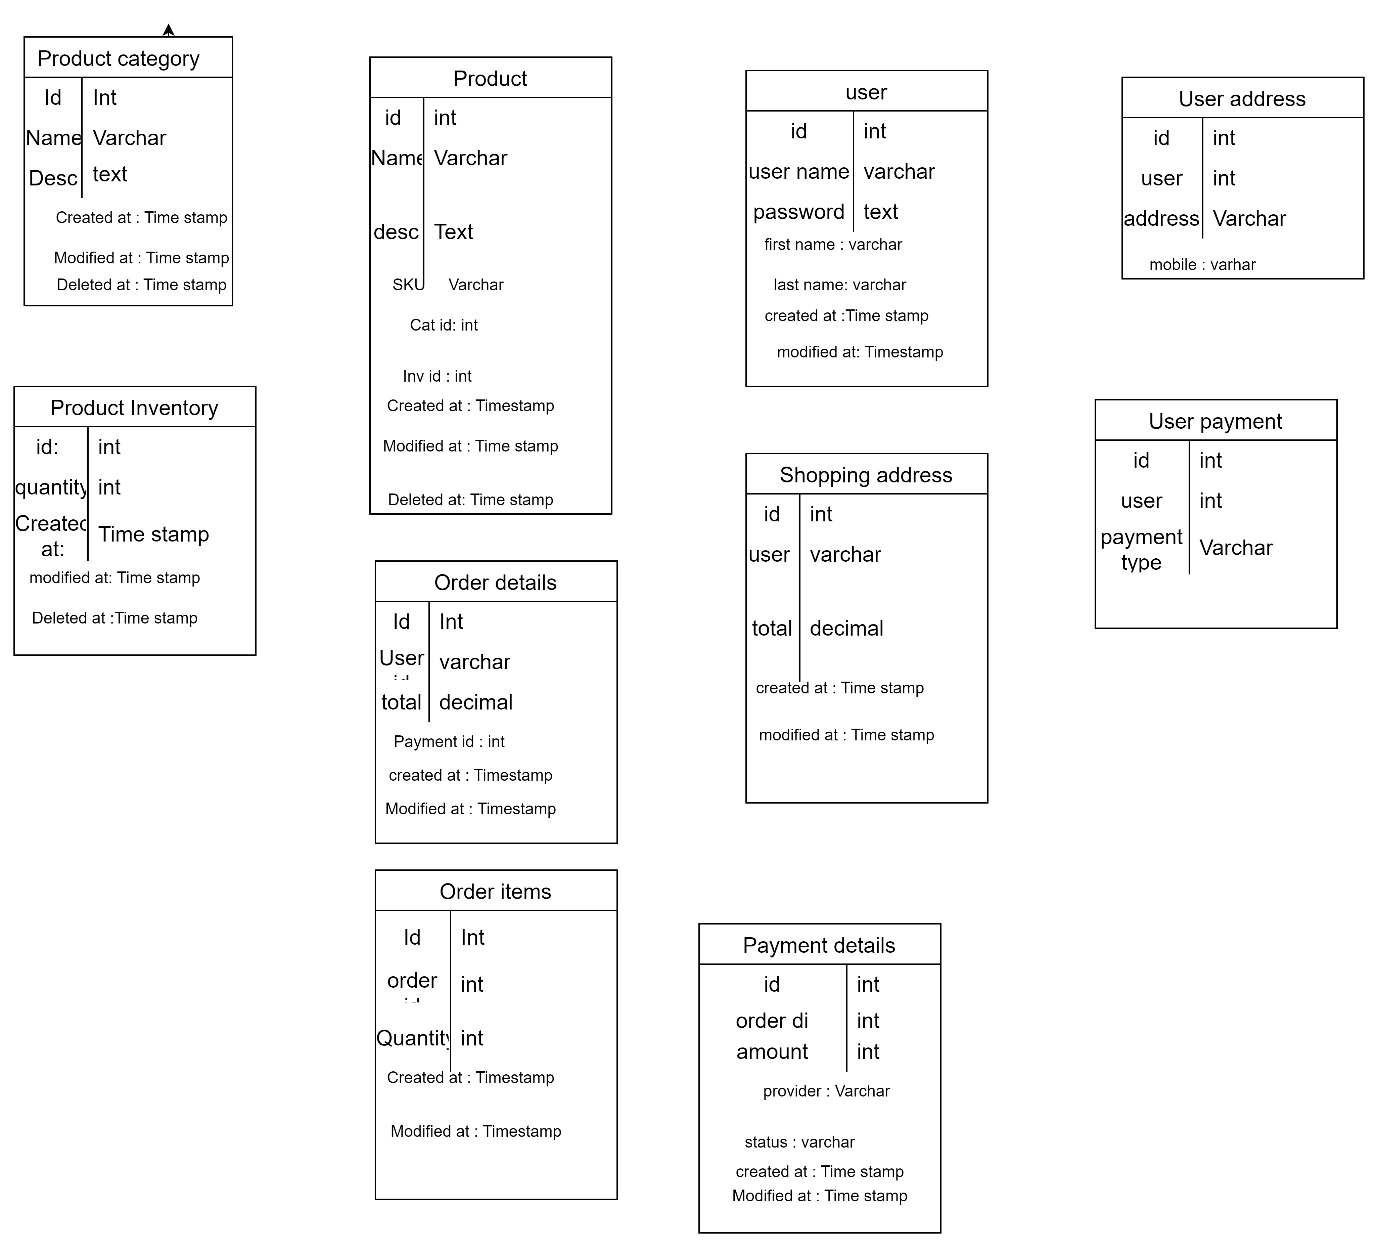 Product category
Id Int
Name Varchar
Desc text
Created at : Time stamp
Modified at : Time stamp
Deleted at : Time stamp
Product Inventory
id: int
quantity int
Created
at: Time stamp
modified at: Time stamp
Deleted at :Time stamp
Product
id int
Name Varchar
desc Text
SKU Varchar
Cat id: int
Inv id : int
Created at : Timestamp
Modified at : Time stamp
Deleted at: Time stamp
Order details
Id Int
User varchar
id
total decimal
Payment id : int
created at : Timestamp
Modified at : Timestamp
Order items
Id Int
order int
id
Quantity int
Created at : Timestamp
Modified at : Timestamp
user
id int
user name varchar
password text
first name : varchar
last name: varchar
created at :Time stamp
modified at: Timestamp
Shopping address
id int
user varchar
total decimal
created at : Time stamp
modified at : Time stamp
Payment details
id int
order di int
amount int
provider : Varchar
status : varchar
created at : Time stamp
Modified at : Time stamp
User address
id int
user int
address Varchar
mobile : varhar
User payment
id int
user int
payment
type Varchar